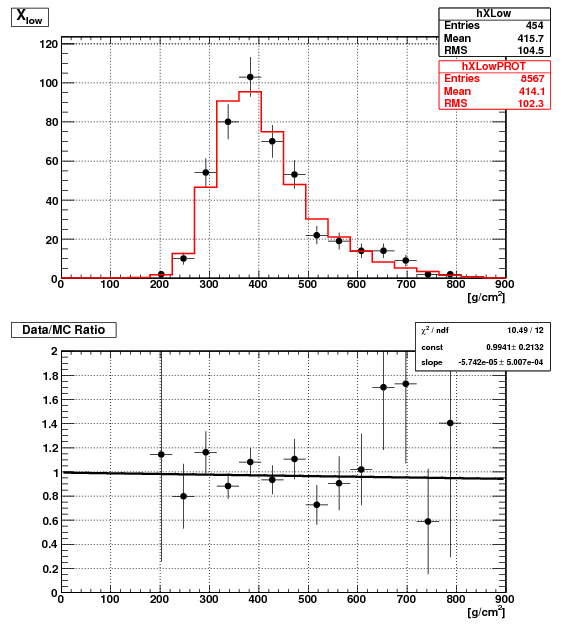 X_low
hXLow
Entries 454
Mean 415.7
RMS 104.5
hXLowPROT
Entries 8567
Mean 414.1
RMS 102.3
120
100
80
60
40
20
0
0 100 200 300 400 500 600 700 800 900
[g/cm²]
Data/MC Ratio
χ² / ndf 10.49 / 12
const 0.9941± 0.2132
slope -5.742e-05± 5.007e-04
2
1.8
1.6
1.4
1.2
1
0.8
0.6
0.4
0.2
0
0 100 200 300 400 500 600 700 800 900
[g/cm²]